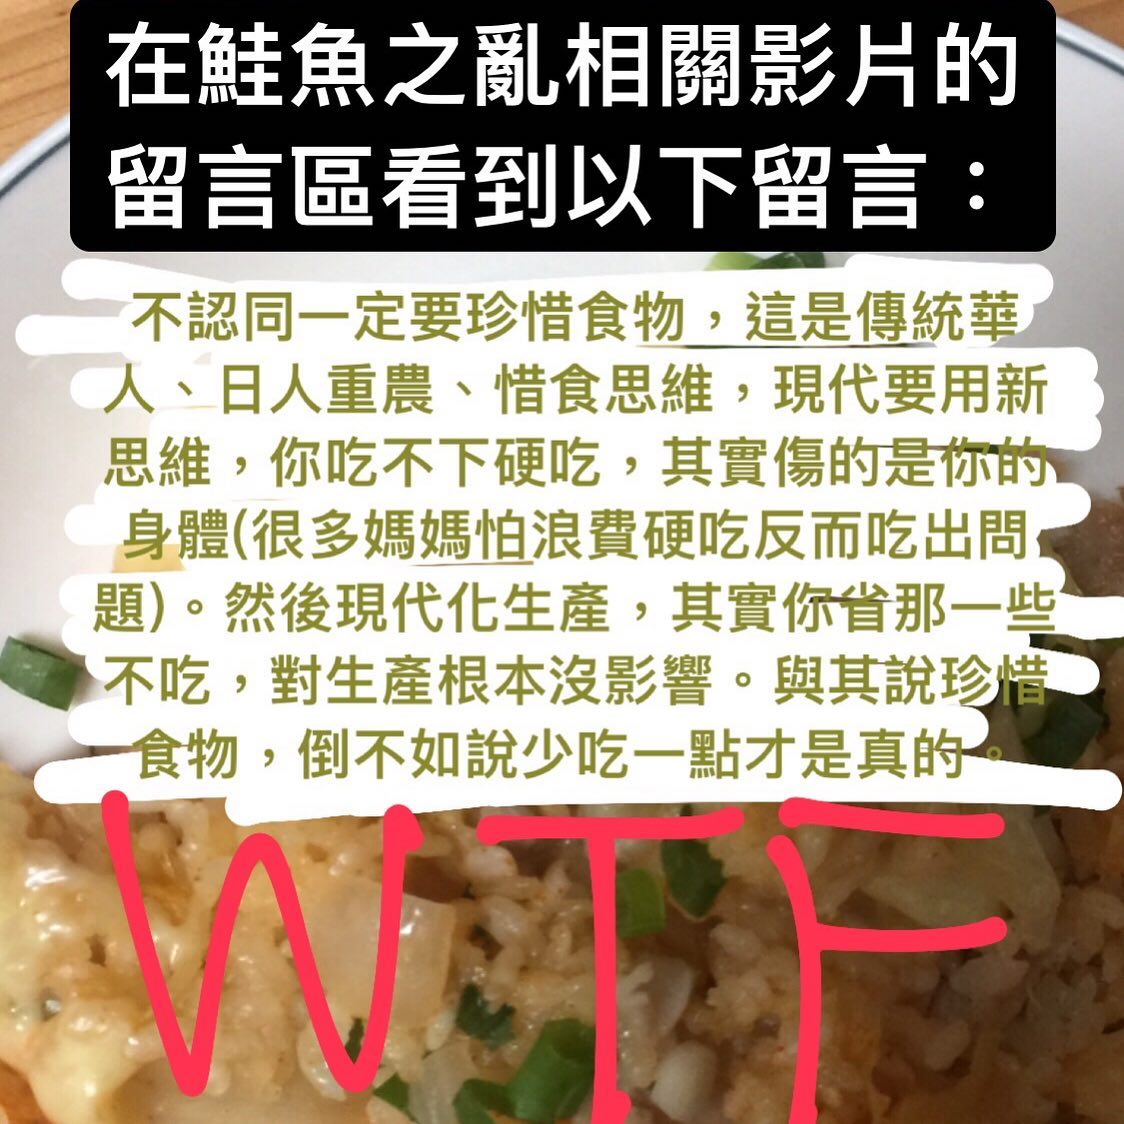 在鮭魚之亂相關影片的
留言區看到以下留言：
不認同一定要珍惜食物，這是傳統華
人、日人重農、惜食思維，現代要用新
思維，你吃不下硬吃，其實傷的是你的
身體(很多媽媽怕浪費硬吃反而吃出問
題)。然後現代化生產，其實你省那一些
不吃，對生產根本沒影響。與其說珍惜
食物，倒不如說少吃一點才是真的。
WTF